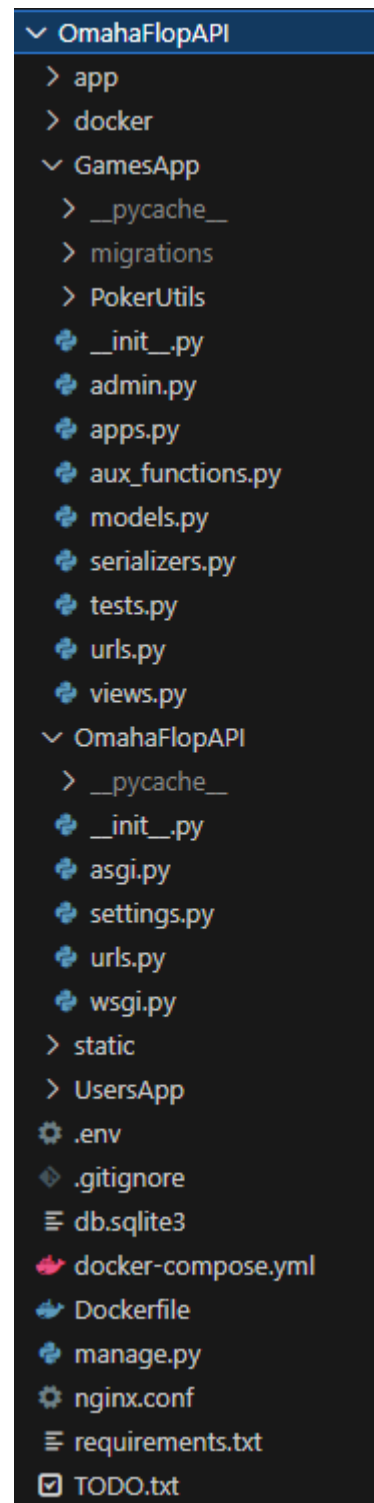 OmahaFlopAPI
app
docker
GamesApp
__pycache__
migrations
PokerUtils
__init__.py
admin.py
apps.py
aux_functions.py
models.py
serializers.py
tests.py
urls.py
views.py
OmahaFlopAPI
__pycache__
__init__.py
asgi.py
settings.py
urls.py
wsgi.py
static
UsersApp
.env
.gitignore
db.sqlite3
docker-compose.yml
Dockerfile
manage.py
nginx.conf
requirements.txt
TODO.txt